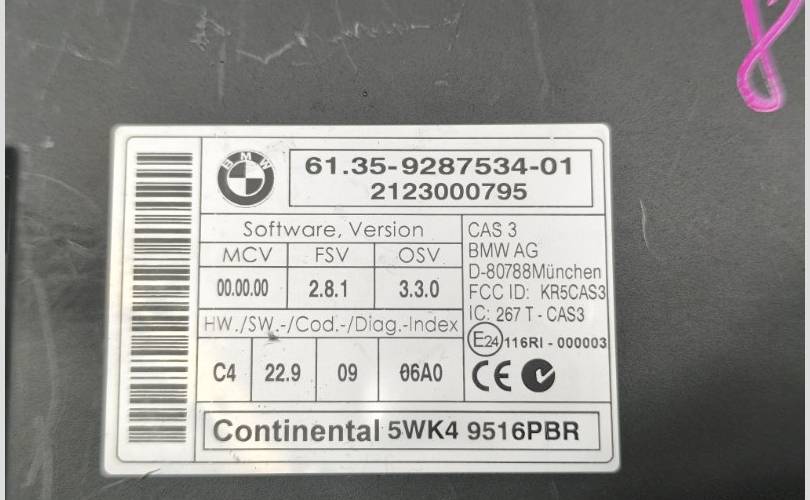 BMW
61.35-9287534-01
2123000795
Software, Version
MCV FSV OSV
00.00.00 2.8.1 3.3.0
HW./SW.-/Cod.-/Diag.-Index
C4 22.9 09 06A0
CAS 3
BMW AG
D-80788München
FCC ID: KR5CAS3
IC: 267 T - CAS3
E24 116RI - 000003
CE
Continental 5WK4 9516PBR
8